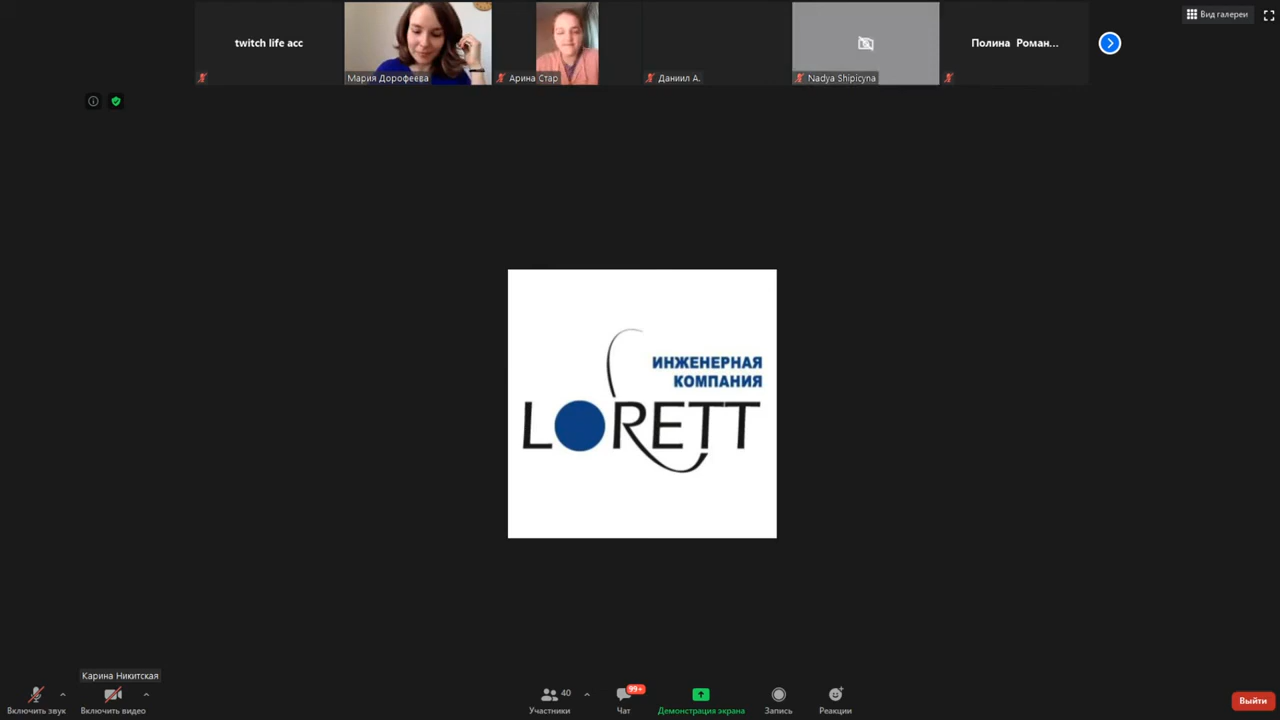 Вид галереи
twitch life acc
Мария Дорофеева
Арина Стар
Даниил А.
Nadya Shipicyna
Полина Роман...
ИНЖЕНЕРНАЯ
КОМПАНИЯ
LORETT
Карина Никитская
Включить звук
Включить видео
Участники
40
Чат
99+
Демонстрация экрана
Запись
Реакции
Выйти